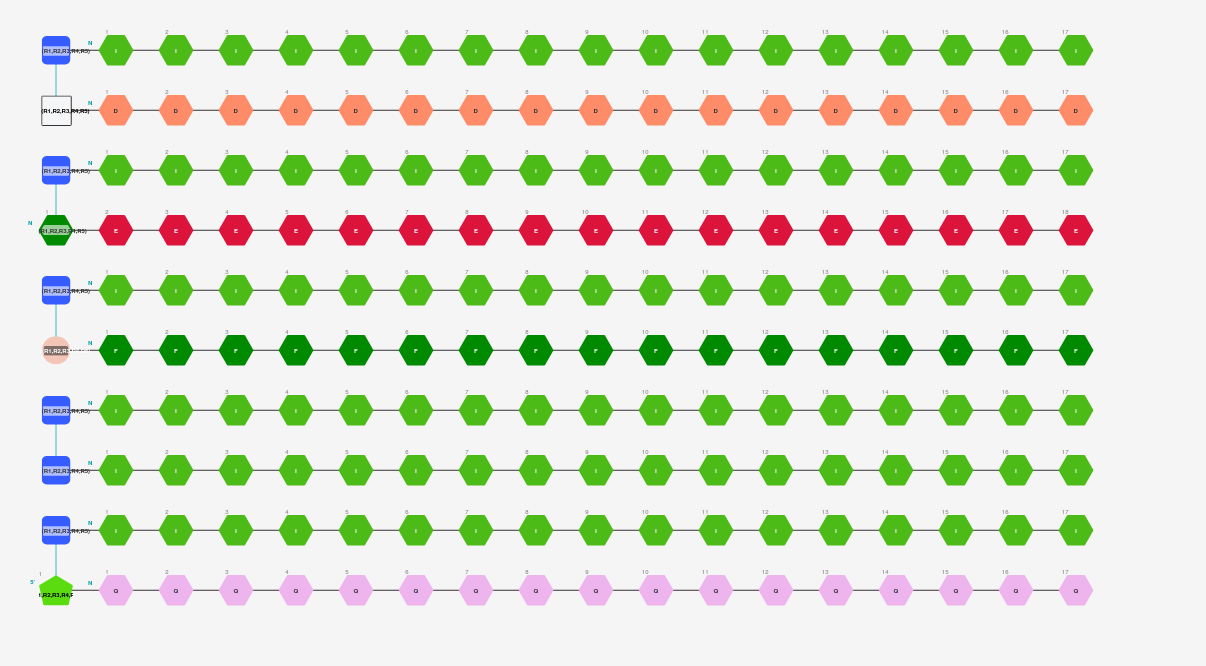 1 2 3 4 5 6 7 8 9 10 11 12 13 14 15 16 17
(R1,R2,R3,R4,R5) N I I I I I I I I I I I I I I I I I
1 2 3 4 5 6 7 8 9 10 11 12 13 14 15 16 17
(R1,R2,R3,R4,R5) N D D D D D D D D D D D D D D D D D
1 2 3 4 5 6 7 8 9 10 11 12 13 14 15 16 17
(R1,R2,R3,R4,R5) N I I I I I I I I I I I I I I I I I
1 2 3 4 5 6 7 8 9 10 11 12 13 14 15 16 17 18
N (R1,R2,R3,R4,R5) E E E E E E E E E E E E E E E E E
1 2 3 4 5 6 7 8 9 10 11 12 13 14 15 16 17
(R1,R2,R3,R4,R5) N I I I I I I I I I I I I I I I I I
1 2 3 4 5 6 7 8 9 10 11 12 13 14 15 16 17
(R1,R2,R3,R4,R5) N F F F F F F F F F F F F F F F F F
1 2 3 4 5 6 7 8 9 10 11 12 13 14 15 16 17
(R1,R2,R3,R4,R5) N I I I I I I I I I I I I I I I I I
1 2 3 4 5 6 7 8 9 10 11 12 13 14 15 16 17
(R1,R2,R3,R4,R5) N I I I I I I I I I I I I I I I I I
1 2 3 4 5 6 7 8 9 10 11 12 13 14 15 16 17
(R1,R2,R3,R4,R5) N I I I I I I I I I I I I I I I I I
1 1 2 3 4 5 6 7 8 9 10 11 12 13 14 15 16 17
5' R2,R3,R4, N Q Q Q Q Q Q Q Q Q Q Q Q Q Q Q Q Q